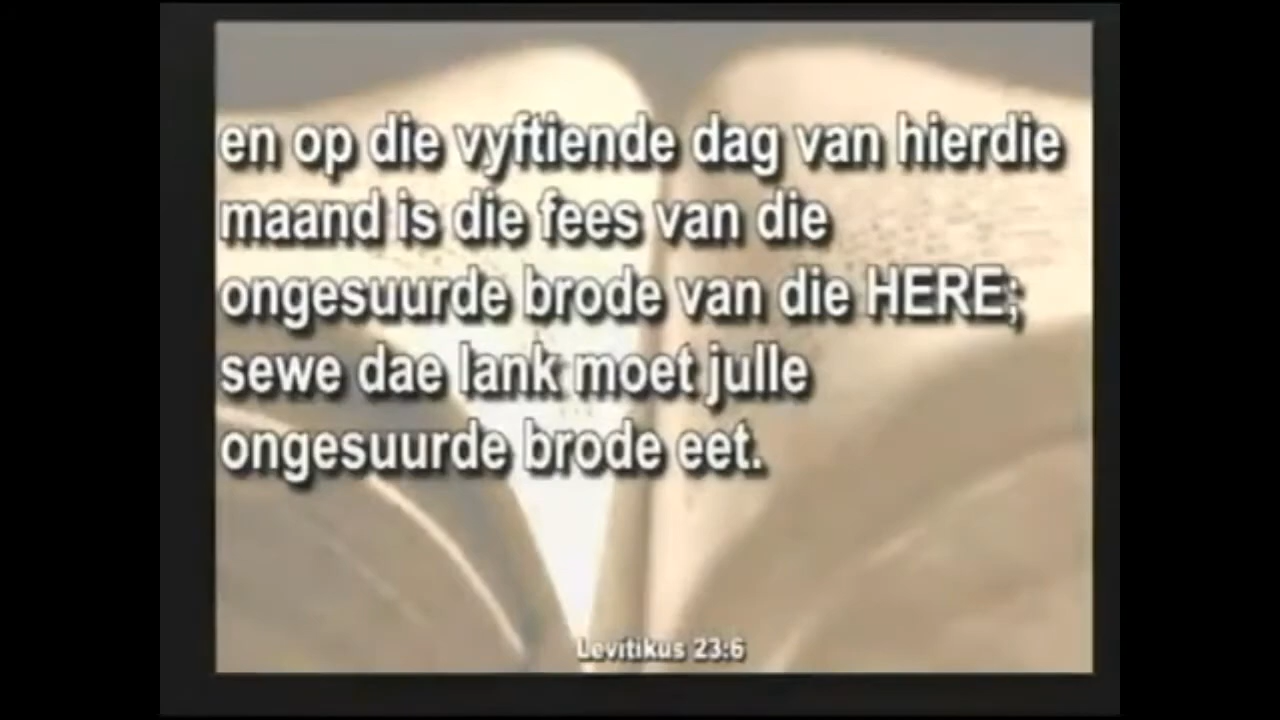 en op die vyftiende dag van hierdie
maand is die fees van die
ongesuurde brode van die HERE;
sewe dae lank moet julle
ongesuurde brode eet.
Levitikus 23:6